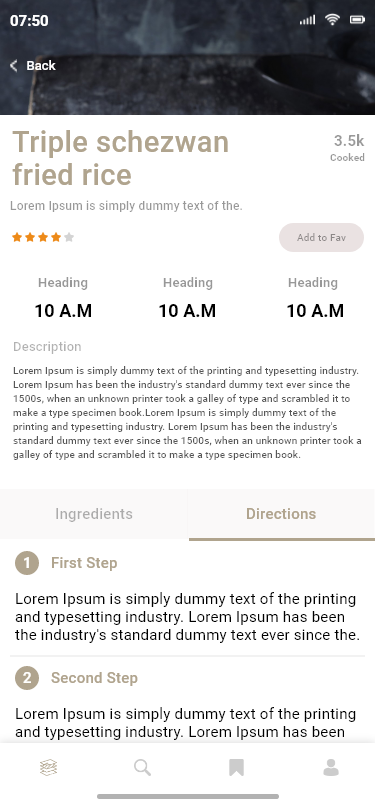 07:50
Back
Triple schezwan
fried rice
3.5k
Cooked
Lorem Ipsum is simply dummy text of the.
Add to Fav
Heading Heading Heading
10 A.M 10 A.M 10 A.M
Description
Lorem Ipsum is simply dummy text of the printing and typesetting industry.
Lorem Ipsum has been the industry's standard dummy text ever since the
1500s, when an unknown printer took a galley of type and scrambled it to
make a type specimen book.Lorem Ipsum is simply dummy text of the
printing and typesetting industry. Lorem Ipsum has been the industry's
standard dummy text ever since the 1500s, when an unknown printer took a
galley of type and scrambled it to make a type specimen book.
Ingredients Directions
1 First Step
Lorem Ipsum is simply dummy text of the printing
and typesetting industry. Lorem Ipsum has been
the industry's standard dummy text ever since the.
2 Second Step
Lorem Ipsum is simply dummy text of the printing
and typesetting industry. Lorem Ipsum has been